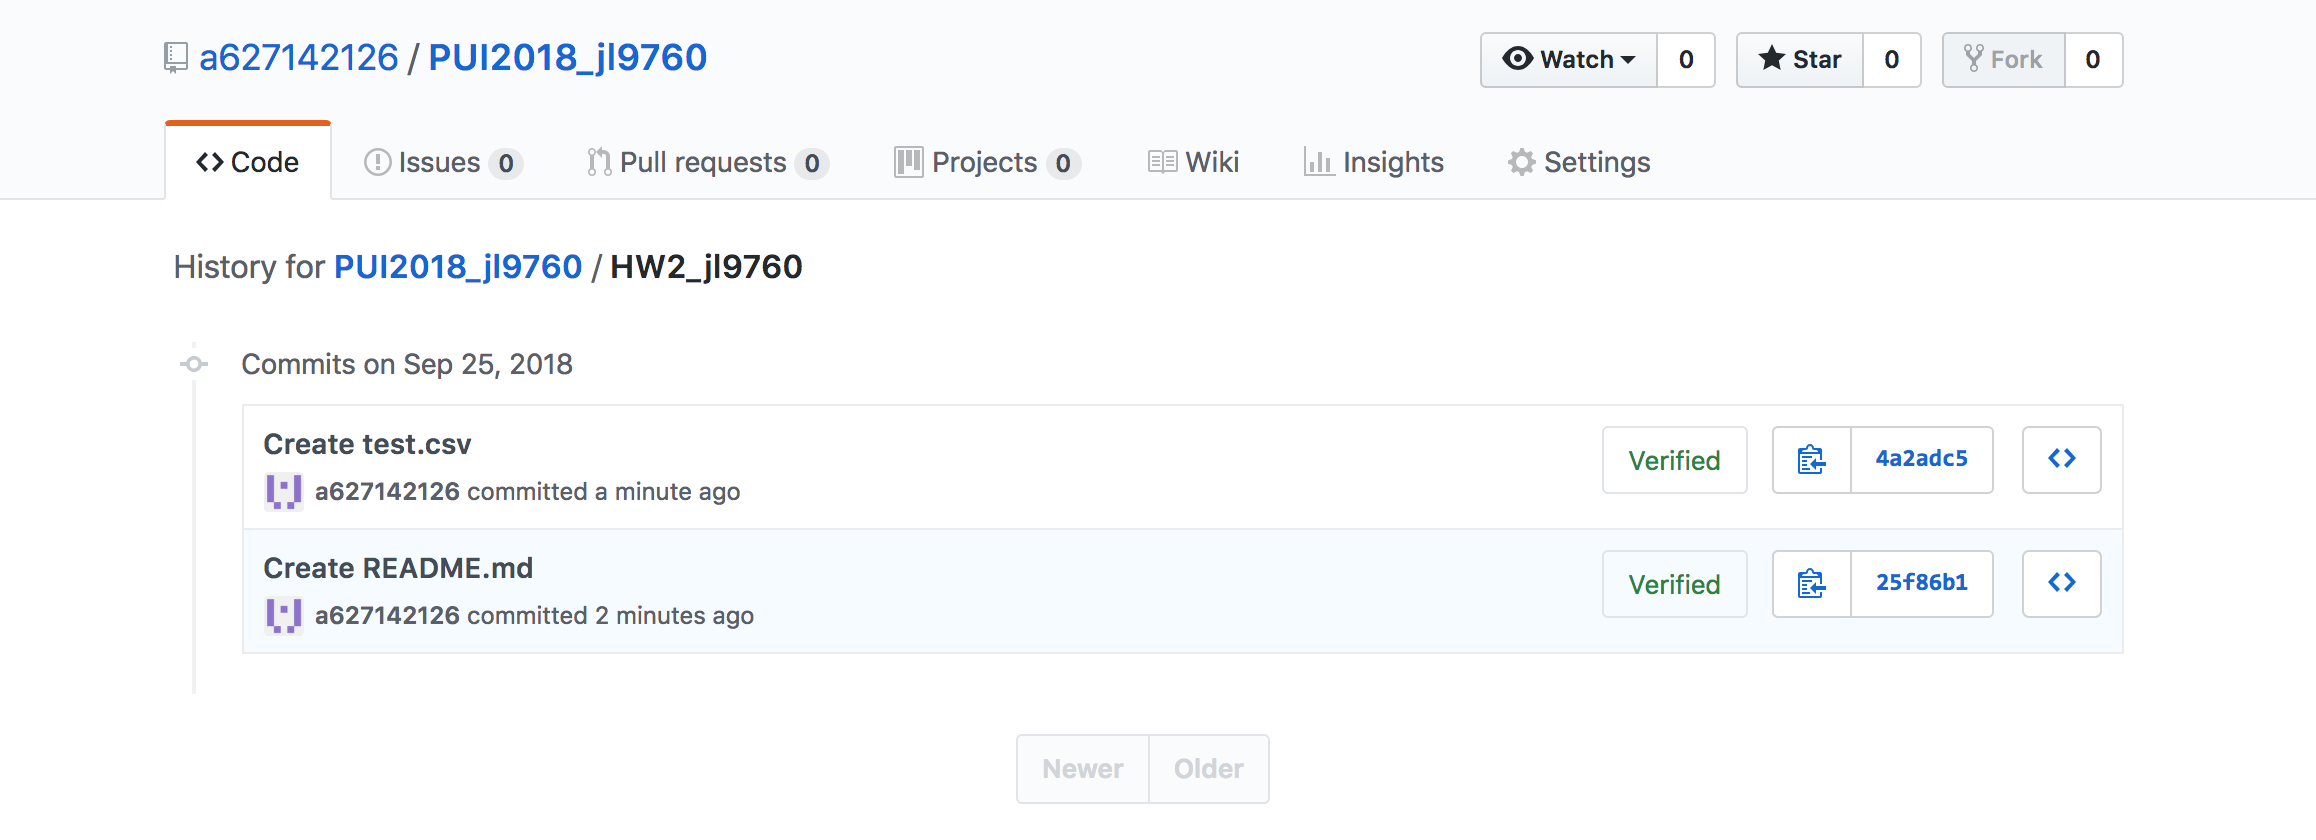 a627142126 / PUI2018_jl9760
Watch 0 Star 0 Fork 0
Code Issues 0 Pull requests 0 Projects 0 Wiki Insights Settings
History for PUI2018_jl9760 / HW2_jl9760
Commits on Sep 25, 2018
Create test.csv
a627142126 committed a minute ago
Verified 4a2adc5
Create README.md
a627142126 committed 2 minutes ago
Verified 25f86b1
Newer Older